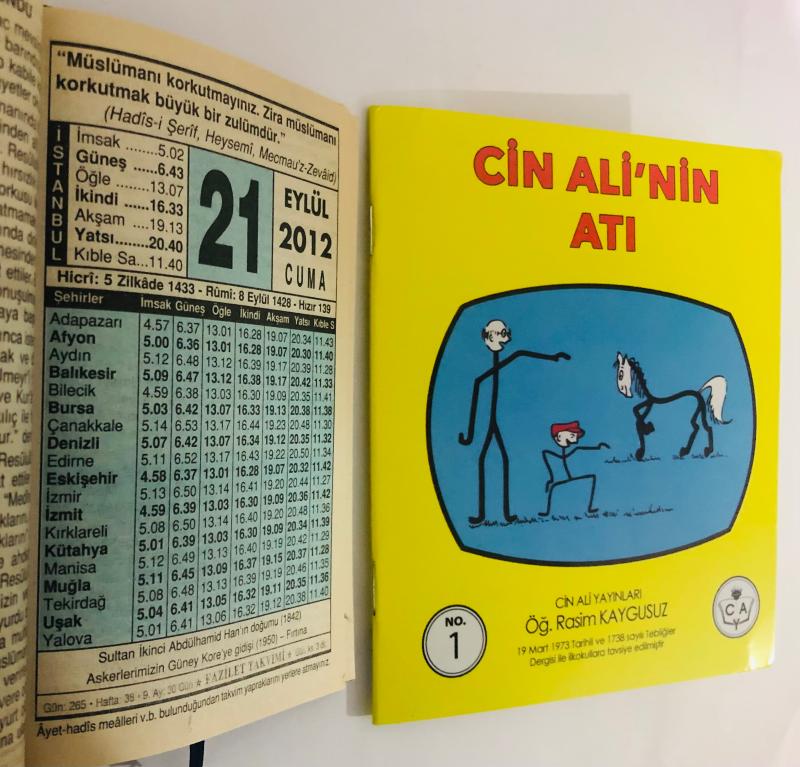 "Müslümanı korkutmayınız. Zira müslümanı
korkutmak büyük bir zulümdür."
(Hadîs-i Şerîf, Heysemî, Mecmau'z-Zevâid)
İSTANBUL
İmsak ........5.02
Güneş ......6.43
Öğle ........13.07
İkindi ......16.33
Akşam ....19.13
Yatsı........20.40
Kıble Sa...11.40
21
EYLÜL
2012
CUMA
Hicrî: 5 Zilkâde 1433 - Rûmî: 8 Eylül 1428 - Hızır 139
Şehirler İmsak Güneş Öğle İkindi Akşam Yatsı Kıble S
Adapazarı 4.57 6.37 13.01 16.28 19.07 20.34 11.43
Afyon 5.00 6.36 13.01 16.28 19.07 20.30 11.40
Aydın 5.12 6.48 13.12 16.39 19.17 20.39 11.28
Balıkesir 5.09 6.47 13.12 16.38 19.17 20.42 11.33
Bilecik 4.59 6.38 13.03 16.30 19.09 20.35 11.41
Bursa 5.03 6.42 13.07 16.33 19.13 20.38 11.38
Çanakkale 5.14 6.53 13.17 16.44 19.23 20.48 11.30
Denizli 5.07 6.42 13.07 16.34 19.12 20.35 11.32
Edirne 5.11 6.52 13.17 16.43 19.22 20.50 11.34
Eskişehir 4.58 6.37 13.01 16.28 19.07 20.32 11.42
İzmir 5.13 6.50 13.14 16.41 19.20 20.44 11.27
İzmit 4.59 6.39 13.03 16.30 19.09 20.36 11.42
Kırklareli 5.08 6.50 13.14 16.40 19.20 20.48 11.36
Kütahya 5.01 6.39 13.03 16.30 19.09 20.34 11.39
Manisa 5.12 6.49 13.13 16.40 19.19 20.42 11.29
Muğla 5.11 6.45 13.09 16.37 19.15 20.37 11.28
Tekirdağ 5.08 6.48 13.13 16.39 19.19 20.46 11.35
Uşak 5.04 6.41 13.05 16.32 19.11 20.35 11.36
Yalova 5.01 6.41 13.06 16.32 19.12 20.38 11.40
Sultan İkinci Abdülhamid Han'ın doğumu (1842)
Askerlerimizin Güney Kore'ye gidişi (1950) – Fırtına
Gün: 265 • Hafta: 38 • 9. Ay: 30 Gün ★ FAZİLET TAKVİMİ ★ Gün. ks. 3 dk.
Âyet-hadîs meâlleri v.b. bulunduğundan takvim yapraklarını yerlere atmayınız.
CİN ALİ'NİN
ATI
NO.
1
CİN ALİ YAYINLARI
Öğ. Rasim KAYGUSUZ
19 Mart 1973 Tarihli ve 1738 sayılı Tebliğler
Dergisi ile ilkokullara tavsiye edilmiştir
C A
Y